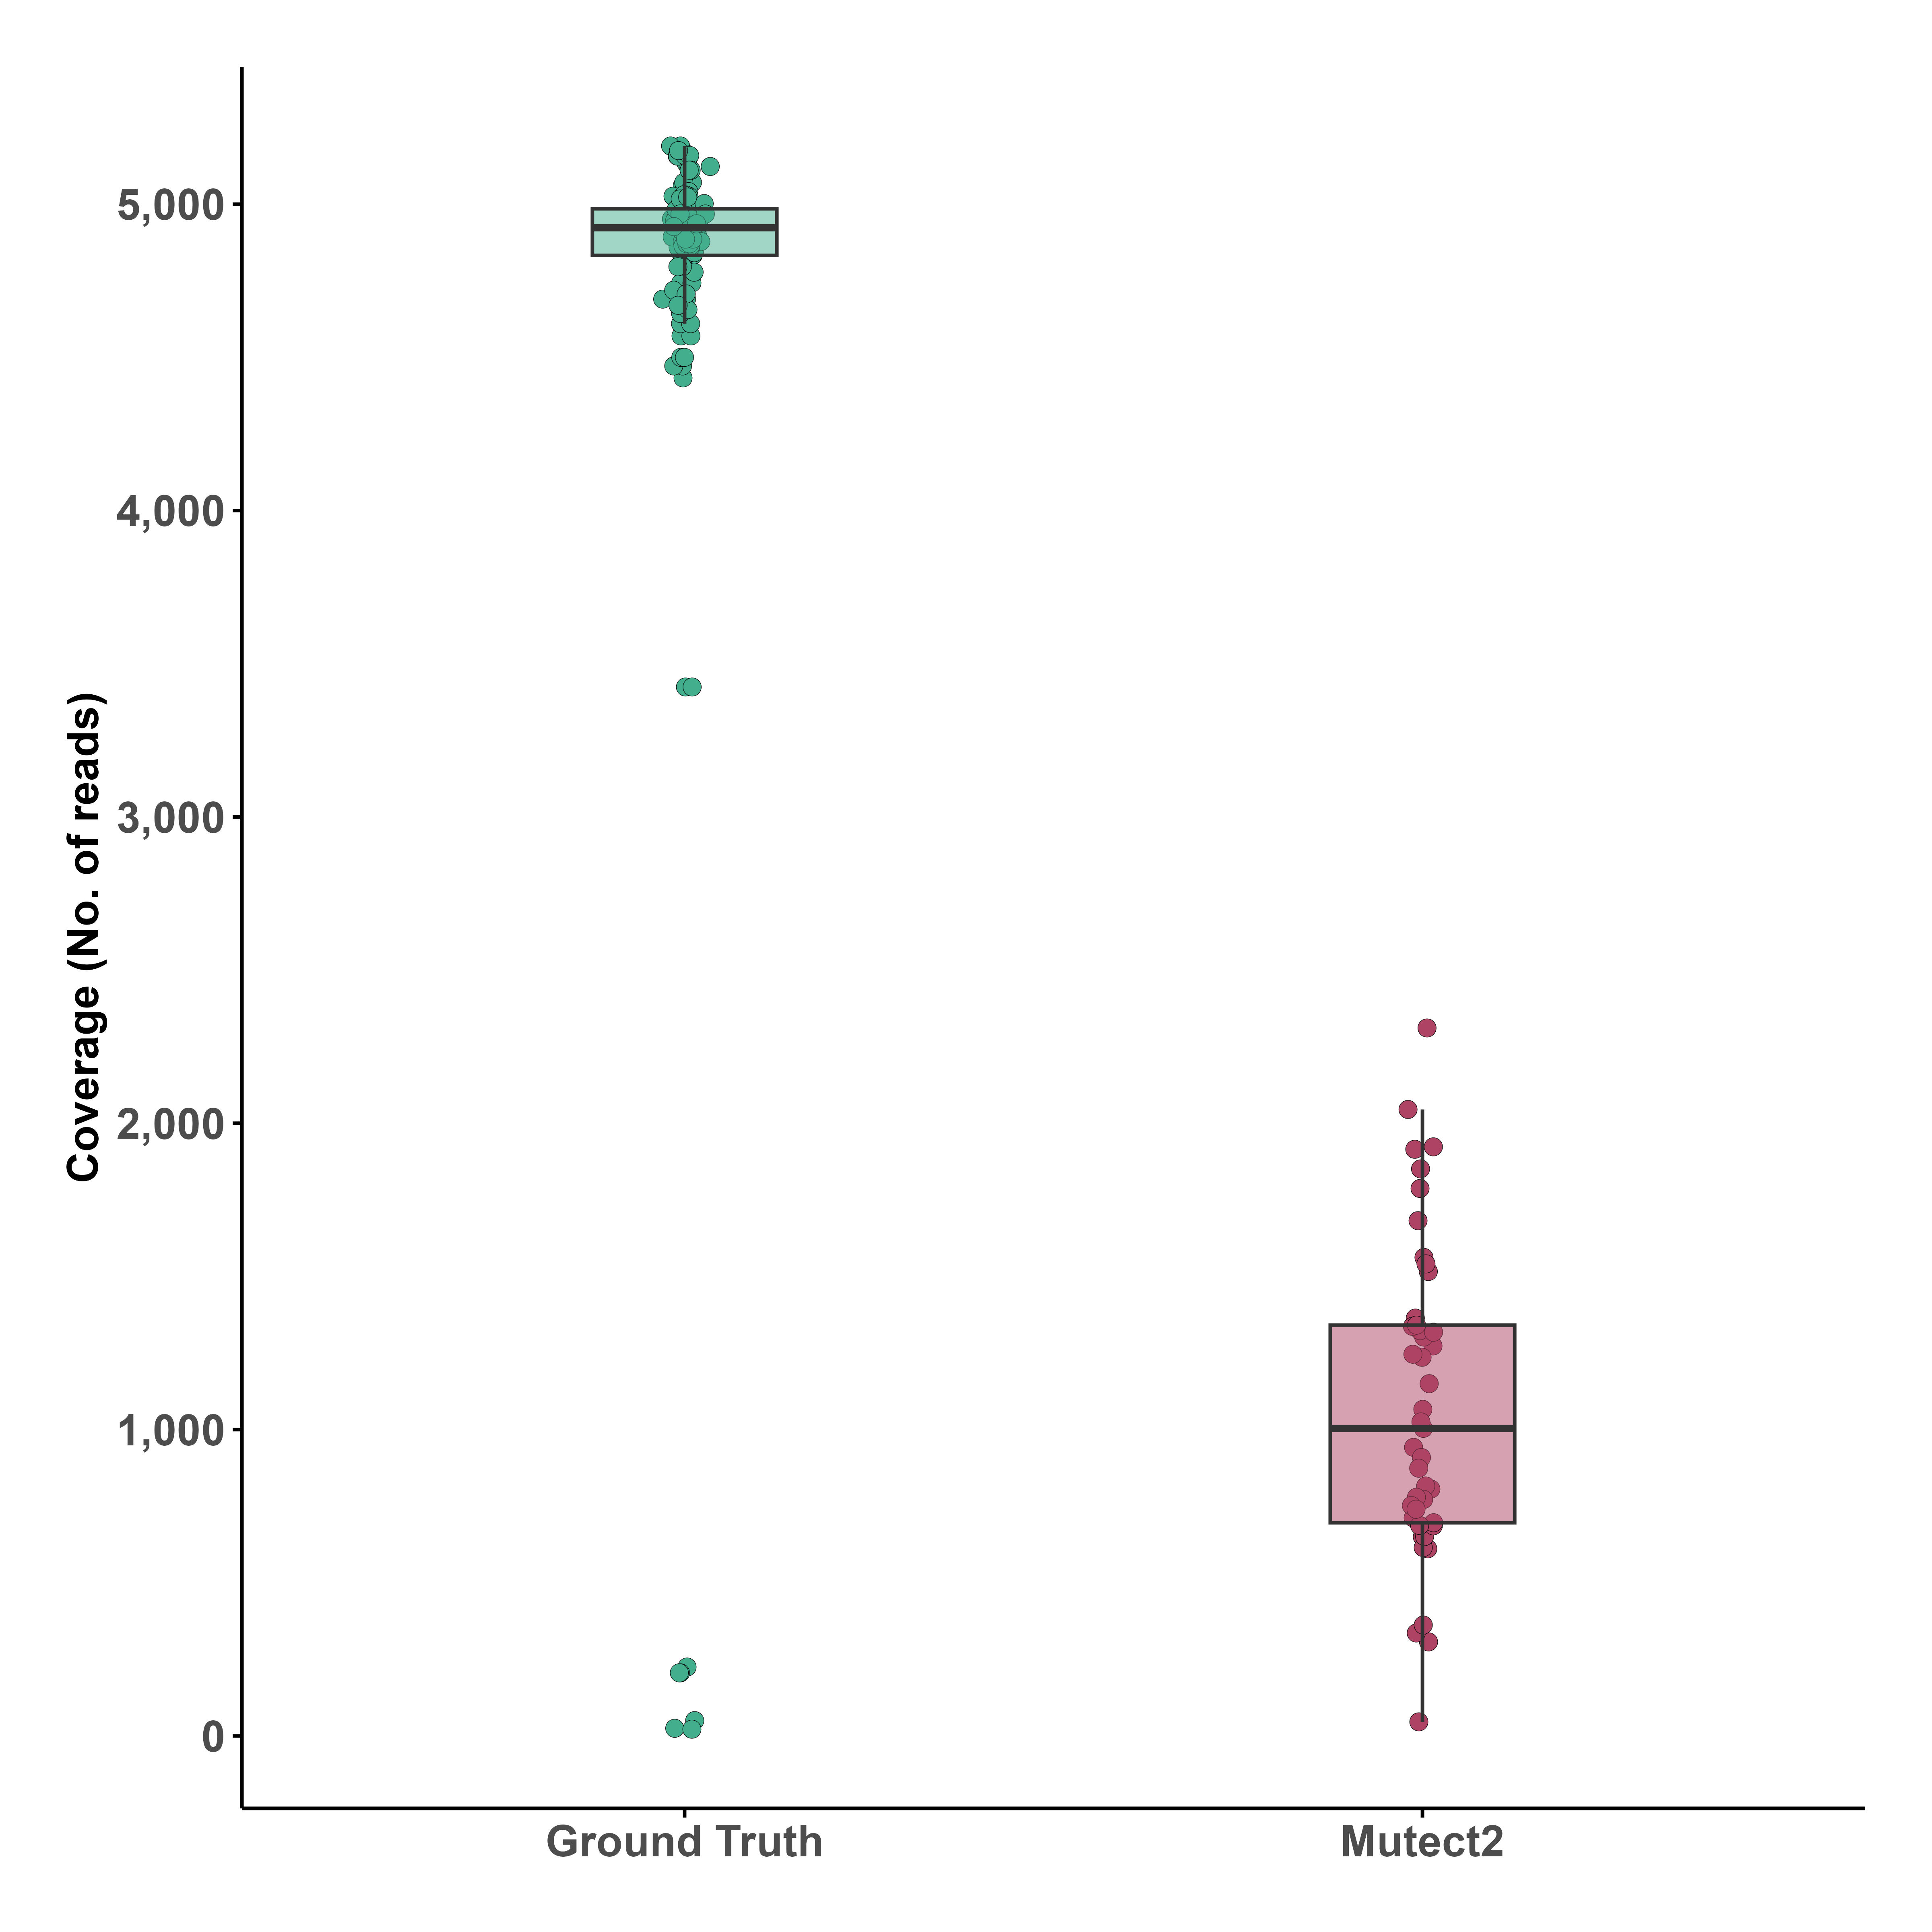 Coverage (No. of reads)
5,000
4,000
3,000
2,000
1,000
0
Ground Truth
Mutect2